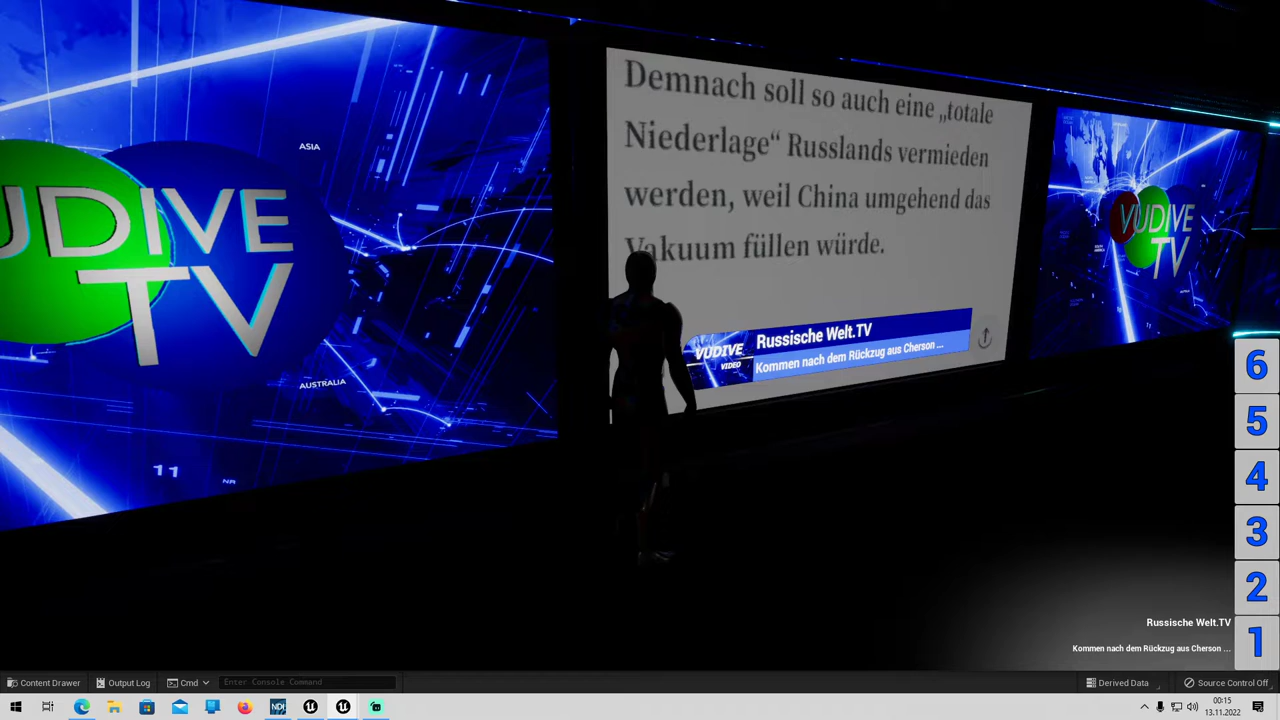 ASIA
UDIVE
TV
AUSTRALIA
11
Demnach soll so auch eine „totale
Niederlage“ Russlands vermieden
werden, weil China umgehend das
Vakuum füllen würde.
VUDIVE
VIDEO
Russische Welt.TV
Kommen nach dem Rückzug aus Cherson ...
VUDIVE
TV
6
5
4
3
2
1
Russische Welt.TV
Kommen nach dem Rückzug aus Cherson ...
Content Drawer
Output Log
Cmd
Enter Console Command
Derived Data
Source Control Off
NDI
00:15
13.11.2022